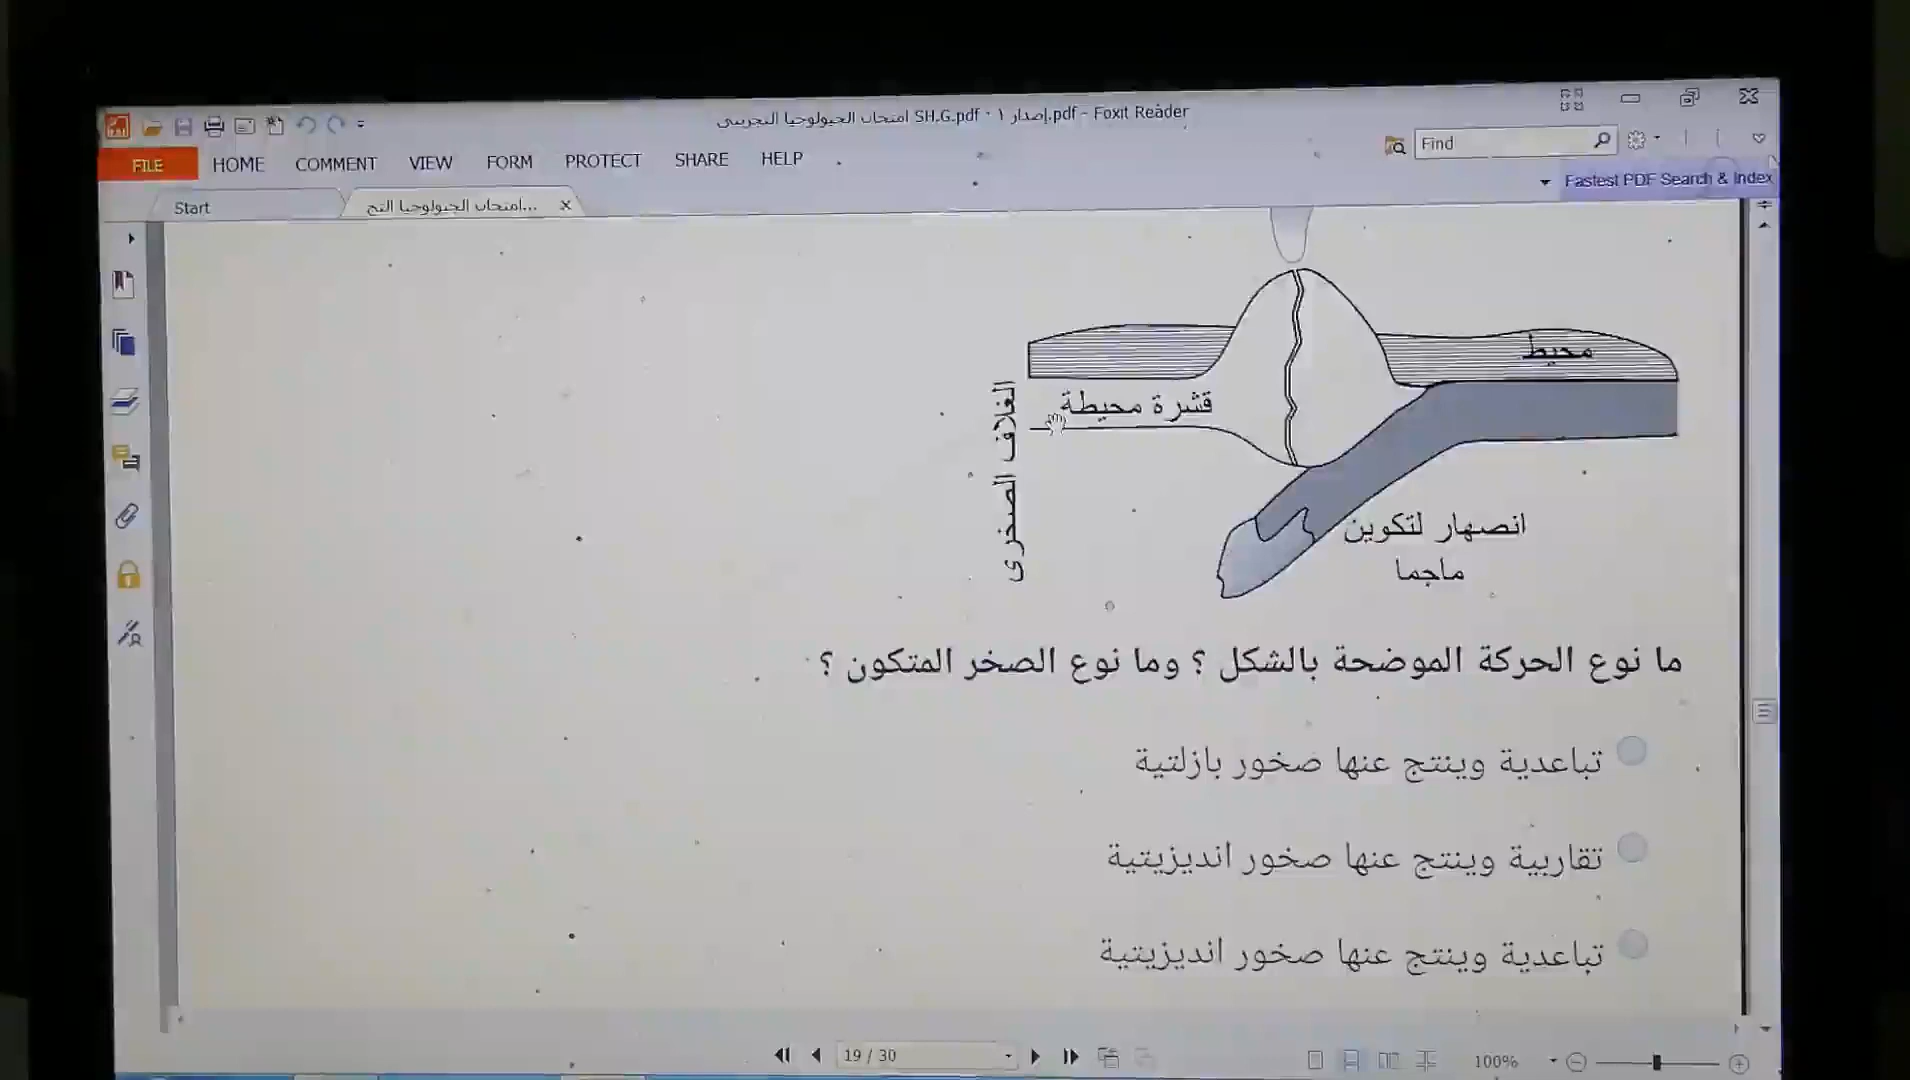 امتحان الجيولوجيا التجريبى SH.G.pdf · إصدار ١.pdf - Foxit Reader
FILE HOME COMMENT VIEW FORM PROTECT SHARE HELP
Find
Fastest PDF Search & Index
Start
امتحان الجيولوجيا التج...
محيط
قشرة محيطة
الغلاف الصخرى
انصهار لتكوين
ماجما
ما نوع الحركة الموضحة بالشكل ؟ وما نوع الصخر المتكون ؟
تباعدية وينتج عنها صخور بازلتية
تقاربية وينتج عنها صخور انديزيتية
تباعدية وينتج عنها صخور انديزيتية
19 / 30
100%